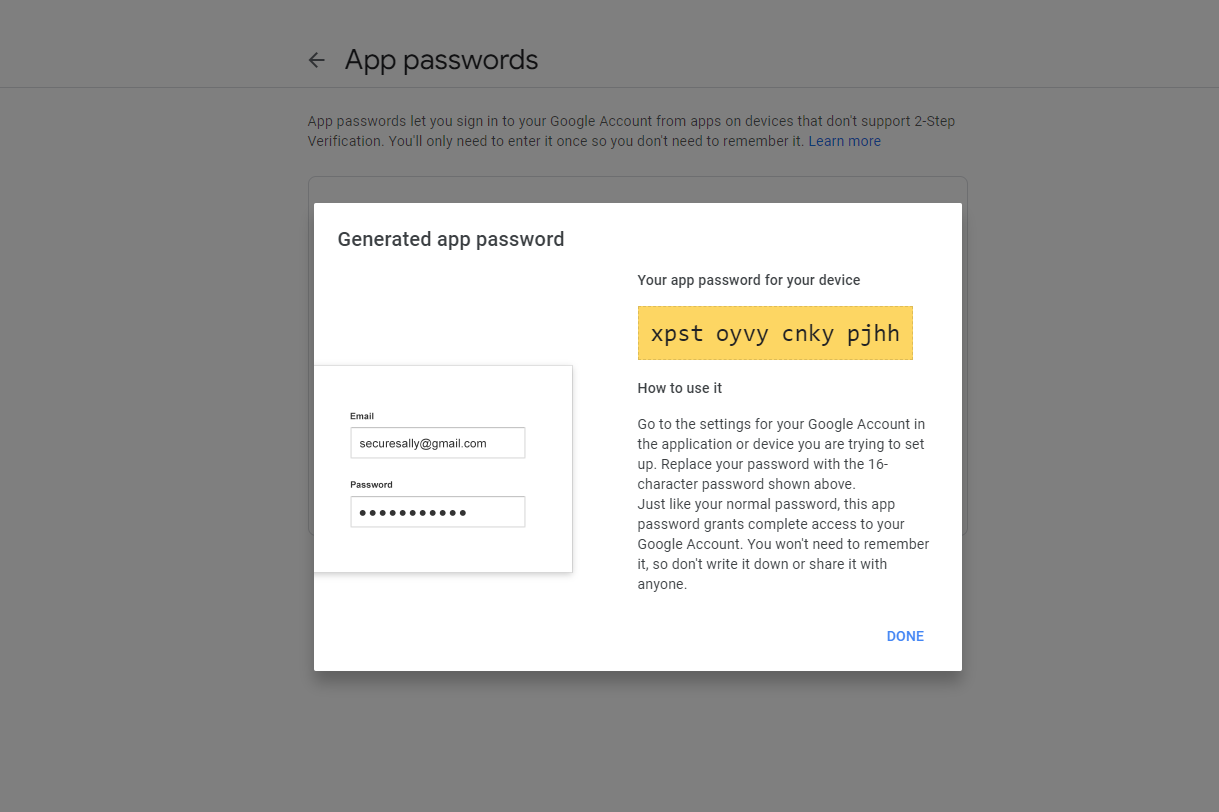 App passwords
App passwords let you sign in to your Google Account from apps on devices that don't support 2-Step
Verification. You'll only need to enter it once so you don't need to remember it. Learn more
Generated app password
Email
securesally@gmail.com
Password
Your app password for your device
xpst oyvy cnky pjhh
How to use it
Go to the settings for your Google Account in
the application or device you are trying to set
up. Replace your password with the 16-
character password shown above.
Just like your normal password, this app
password grants complete access to your
Google Account. You won't need to remember
it, so don't write it down or share it with
anyone.
DONE